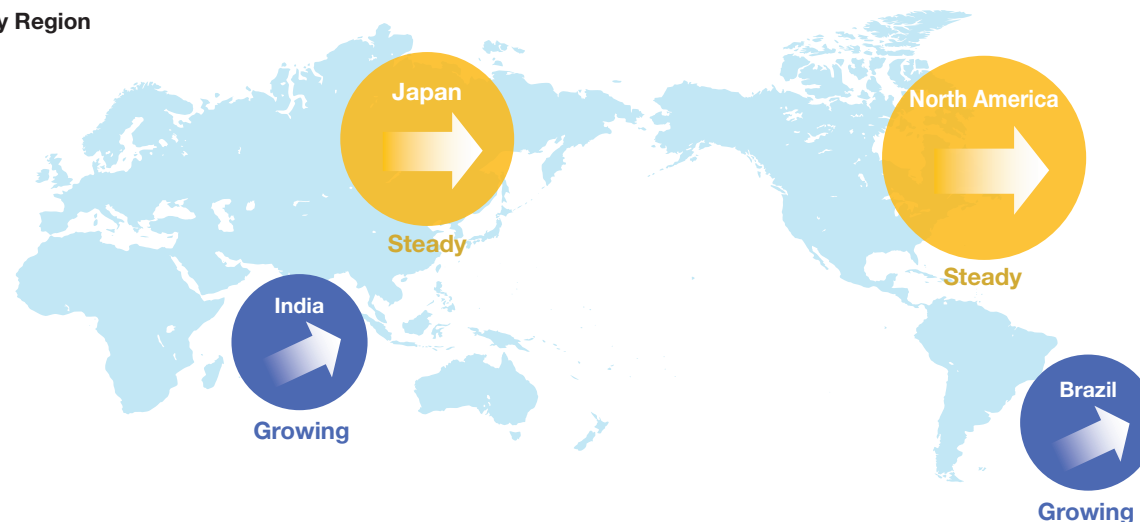 y Region
Japan
North America
Steady
Steady
India
Growing
Brazil
Growing